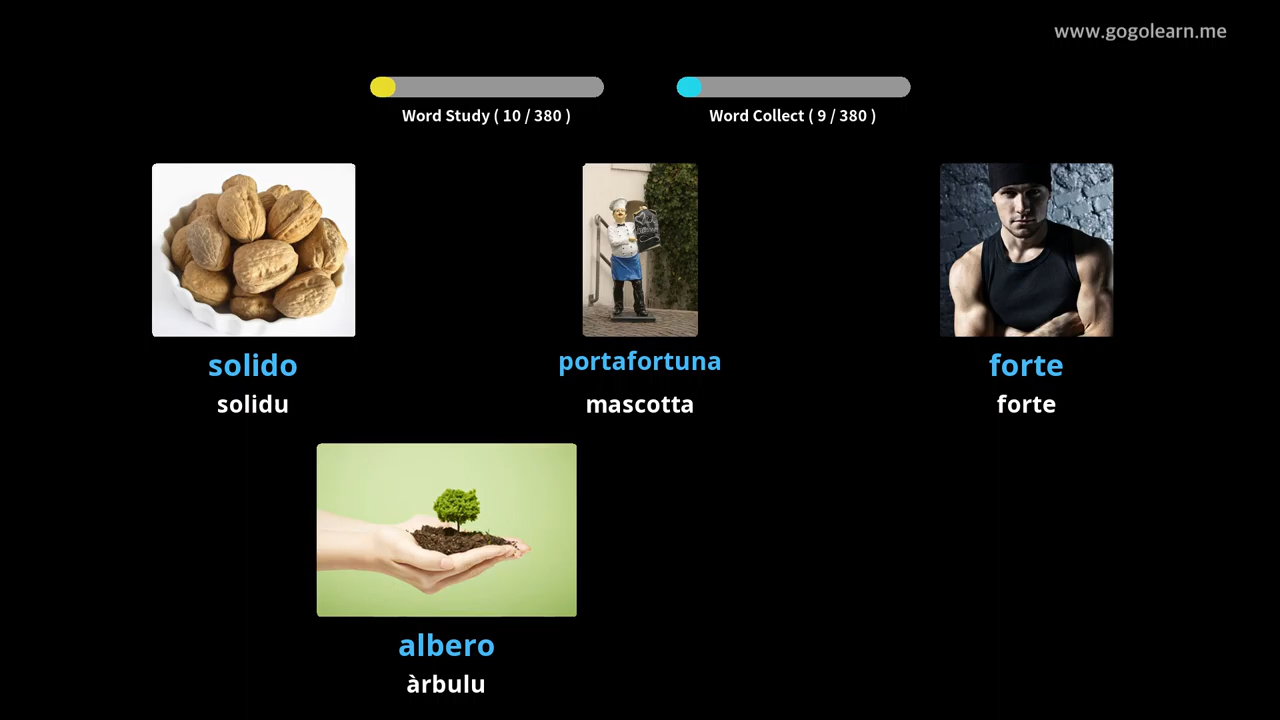 www.gogolearn.me
Word Study ( 10 / 380 )
Word Collect ( 9 / 380 )
solido
solidu
portafortuna
mascotta
forte
forte
albero
àrbulu